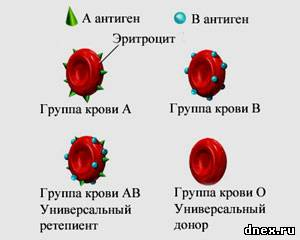 А антиген
В антиген
Эритроцит
Группа крови А
Группа крови В
Группа крови АВ
Универсальный
ретепиент
Группа крови О
Универсальный
донор
dnex.ru